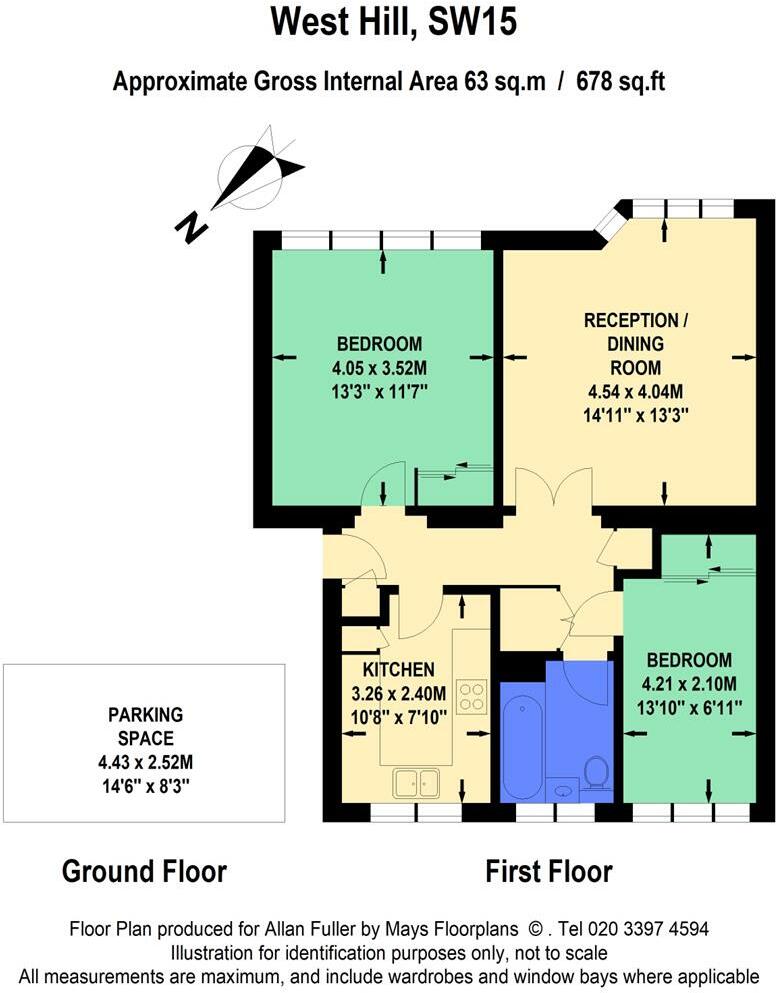 West Hill, SW15
Approximate Gross Internal Area 63 sq.m / 678 sq.ft
N
BEDROOM
4.05 x 3.52M
13'3" x 11'7"
RECEPTION /
DINING
ROOM
4.54 x 4.04M
14'11" x 13'3"
KITCHEN
3.26 x 2.40M
10'8" x 7'10"
BEDROOM
4.21 x 2.10M
13'10" x 6'11"
PARKING
SPACE
4.43 x 2.52M
14'6" x 8'3"
Ground Floor
First Floor
Floor Plan produced for Allan Fuller by Mays Floorplans © . Tel 020 3397 4594
Illustration for identification purposes only, not to scale
All measurements are maximum, and include wardrobes and window bays where applicable